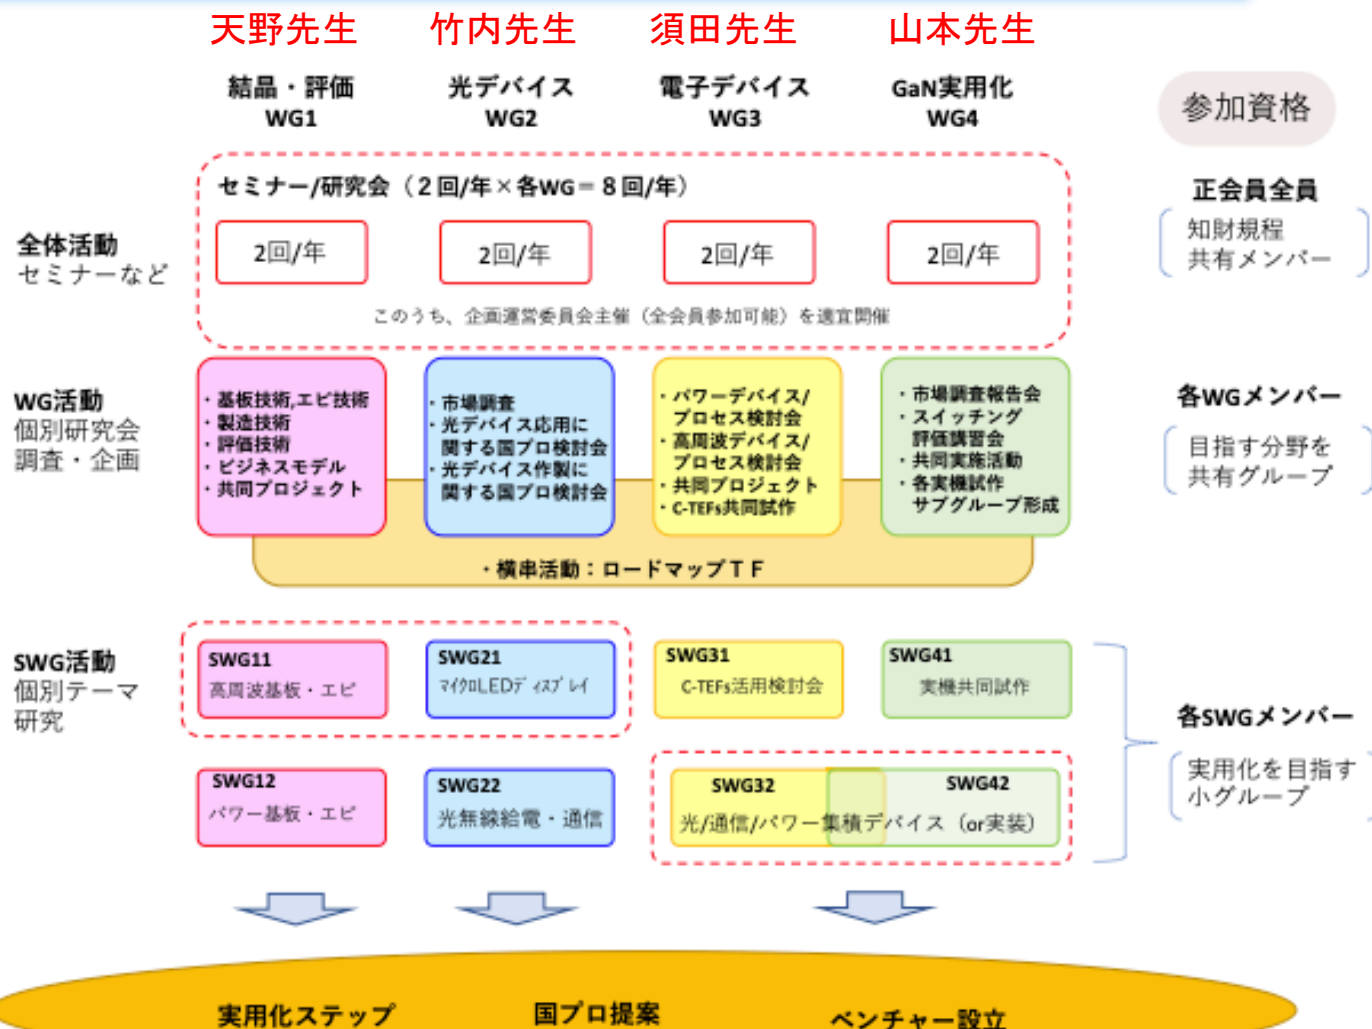 天野先生 竹内先生 須田先生 山本先生
結晶・評価 光デバイス 電子デバイス GaN実用化
WG1 WG2 WG3 WG4
参加資格
セミナー/研究会（２回/年×各WG＝８回/年）
全体活動
セミナーなど
2回/年 2回/年 2回/年 2回/年
このうち、企画運営委員会主催（全会員参加可能）を適宜開催
正会員全員
知財規程
共有メンバー
WG活動
個別研究会
調査・企画
・基板技術,エピ技術
・製造技術
・評価技術
・ビジネスモデル
・共同プロジェクト
・市場調査
・光デバイス応用に
関する国プロ検討会
・光デバイス作製に
関する国プロ検討会
・パワーデバイス/
プロセス検討会
・高周波デバイス/
プロセス検討会
・共同プロジェクト
・C-TEFs共同試作
・市場調査報告会
・スイッチング
評価講習会
・共同実施活動
・各実機試作
サブグループ形成
各WGメンバー
目指す分野を
共有グループ
・横串活動：ロードマップＴＦ
SWG活動
個別テーマ
研究
SWG11
高周波基板・エピ
SWG21
ﾏｲｸﾛLEDﾃﾞｨｽﾌﾟﾚｲ
SWG31
C-TEFs活用検討会
SWG41
実機共同試作
SWG12
パワー基板・エピ
SWG22
光無線給電・通信
SWG32 SWG42
光/通信/パワー集積デバイス（or実装）
各SWGメンバー
実用化を目指す
小グループ
実用化ステップ 国プロ提案 ベンチャー設立